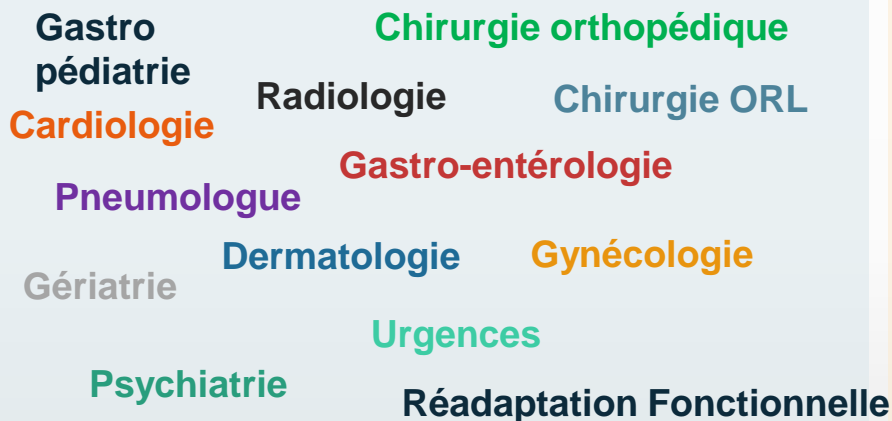 Gastro
pédiatrie
Chirurgie orthopédique
Radiologie
Chirurgie ORL
Cardiologie
Gastro-entérologie
Pneumologue
Dermatologie
Gynécologie
Gériatrie
Urgences
Psychiatrie
Réadaptation Fonctionnelle